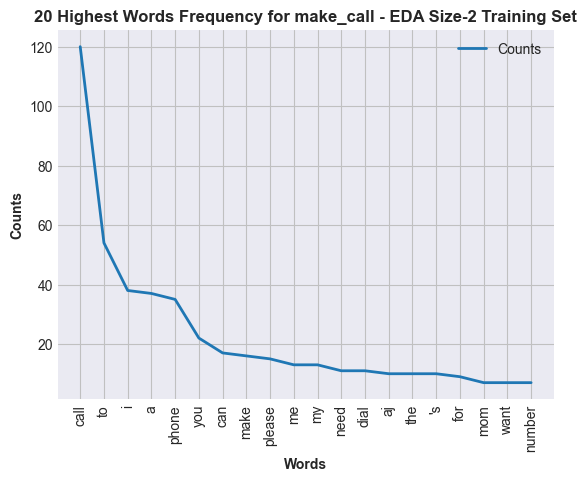 20 Highest Words Frequency for make_call - EDA Size-2 Training Set
Counts
120
100
80
60
40
20
Counts
call
to
i
a
phone
you
can
make
please
me
my
need
dial
aj
the
's
for
mom
want
number
Words